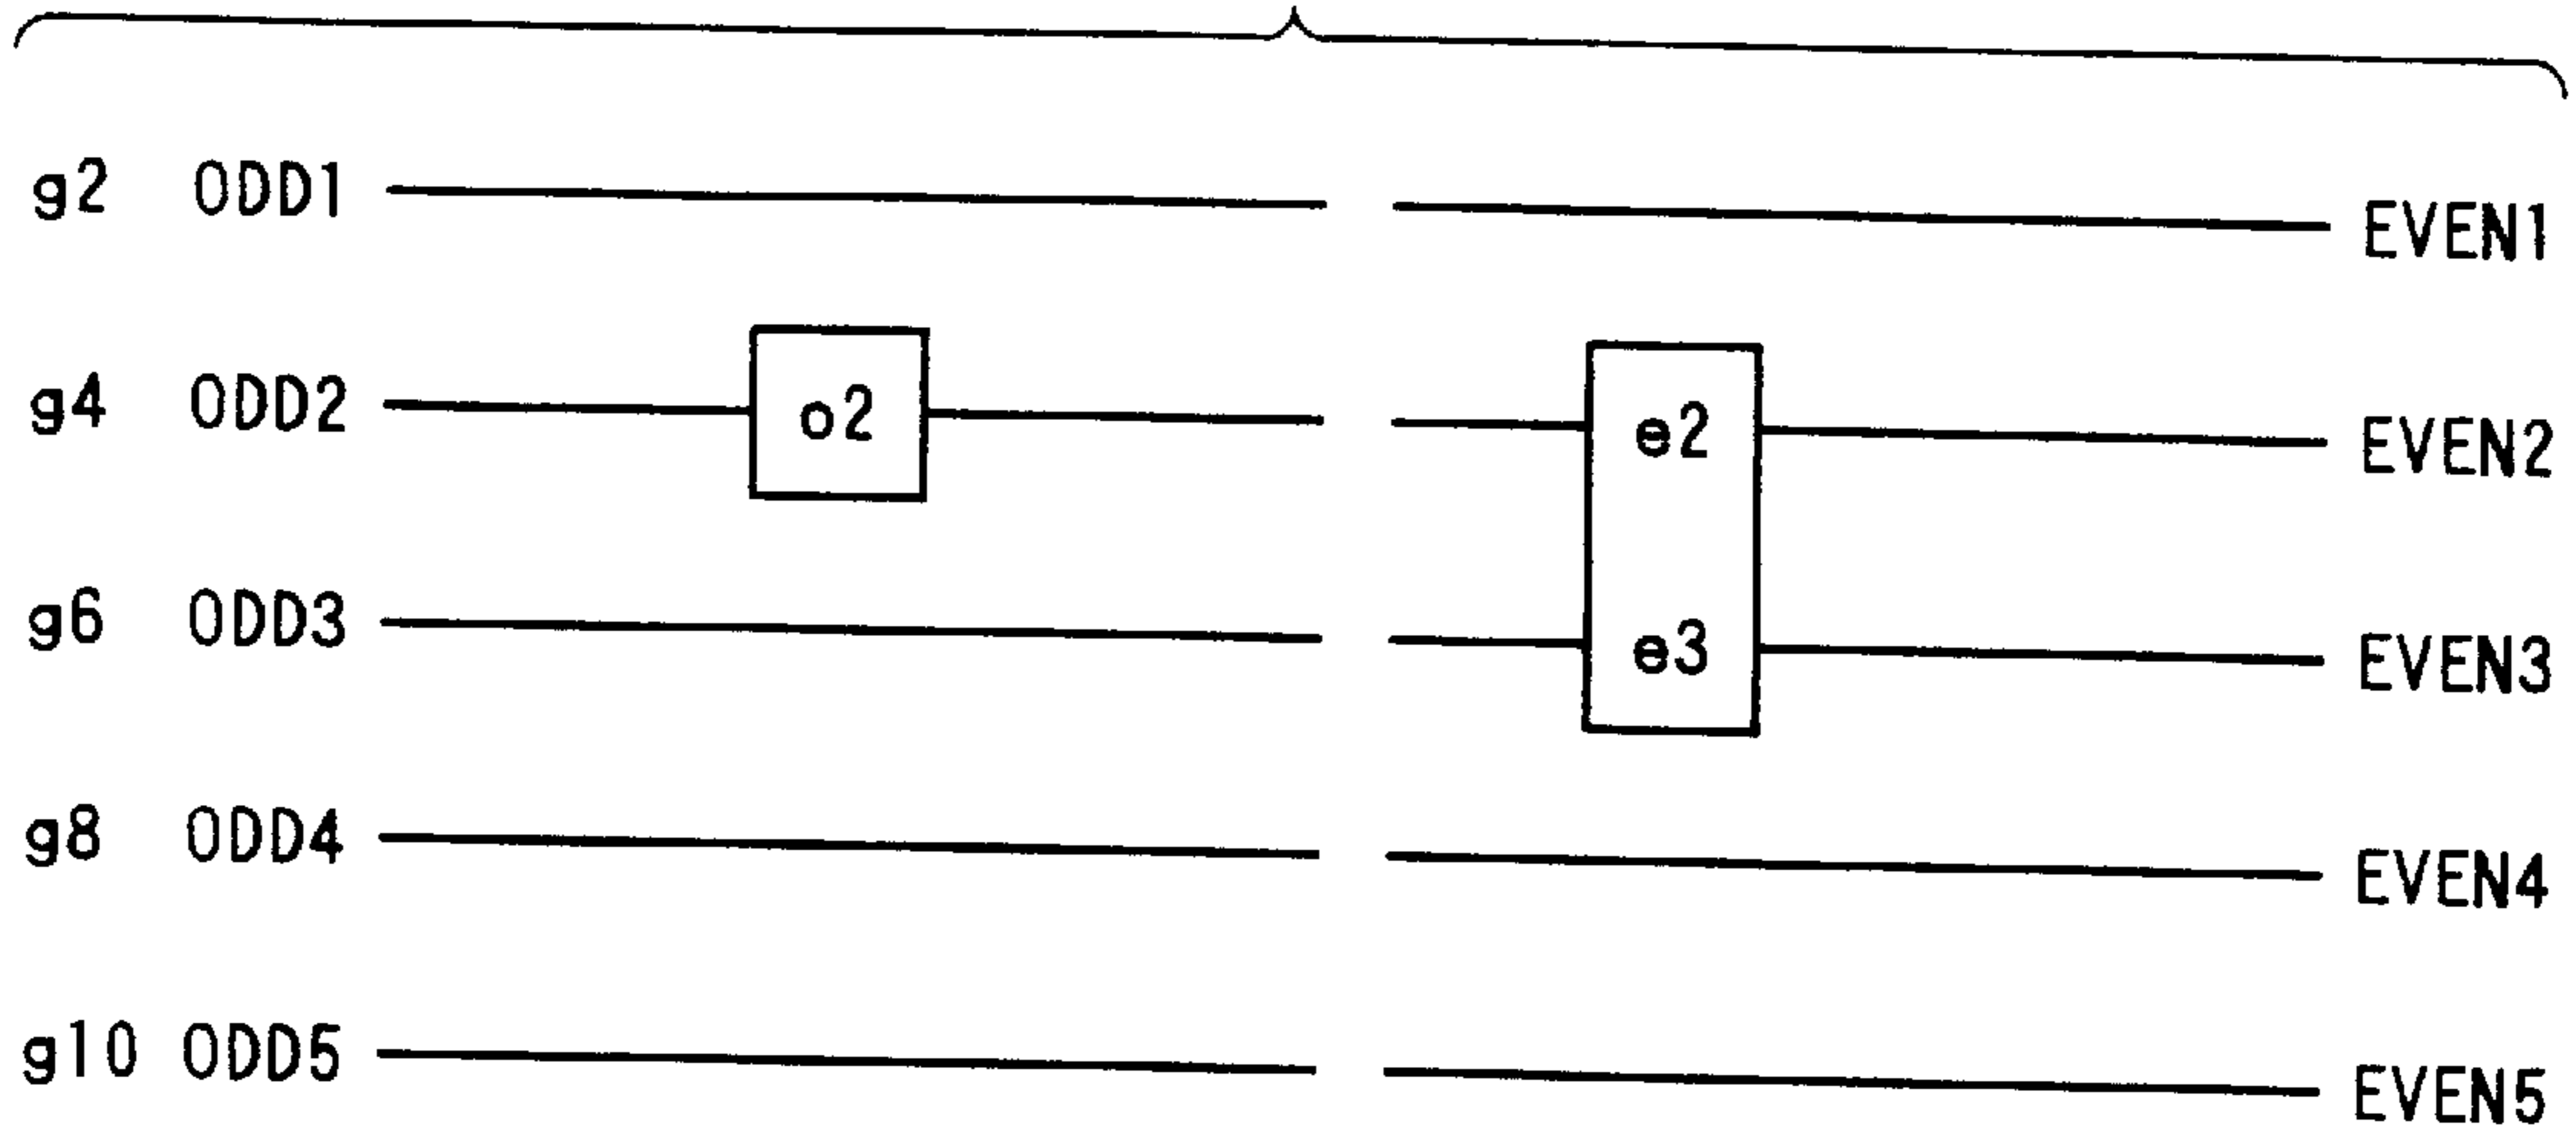 g2 ODD1 EVEN1
g4 ODD2 o2 e2 EVEN2
g6 ODD3 e3 EVEN3
g8 ODD4 EVEN4
g10 ODD5 EVEN5